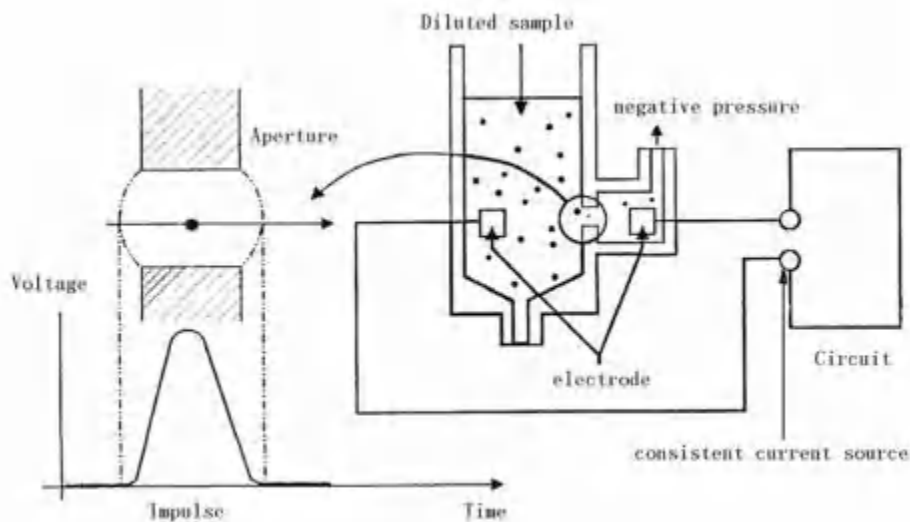 Diluted sample
negative pressure
Aperture
Voltage
Circuit
electrode
consistent current source
Impulse
Time